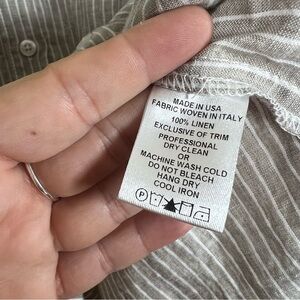 MADE IN USA
FABRIC WOVEN IN ITALY
100% LINEN
EXCLUSIVE OF TRIM
PROFESSIONAL
DRY CLEAN
OR
MACHINE WASH COLD
DO NOT BLEACH
HANG DRY
COOL IRON
P